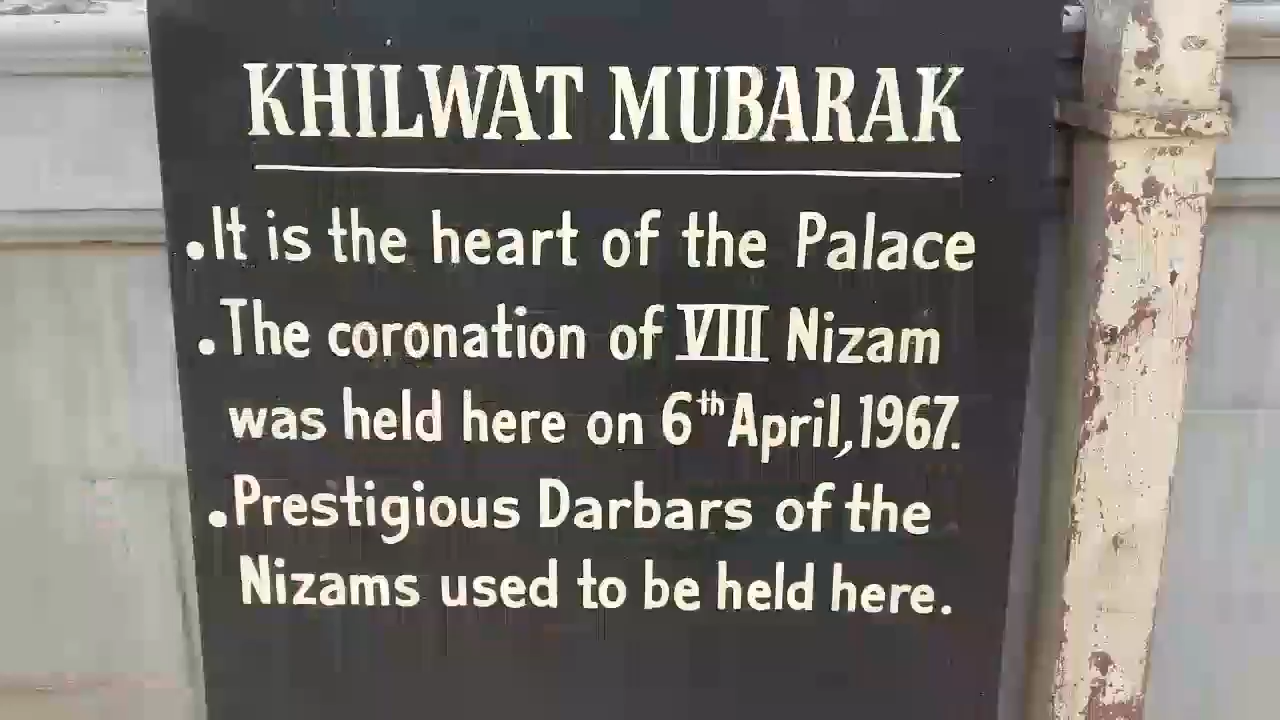 KHILWAT MUBARAK
.It is the heart of the Palace
.The coronation of VIII Nizam
was held here on 6th April, 1967.
.Prestigious Darbars of the
Nizams used to be held here.